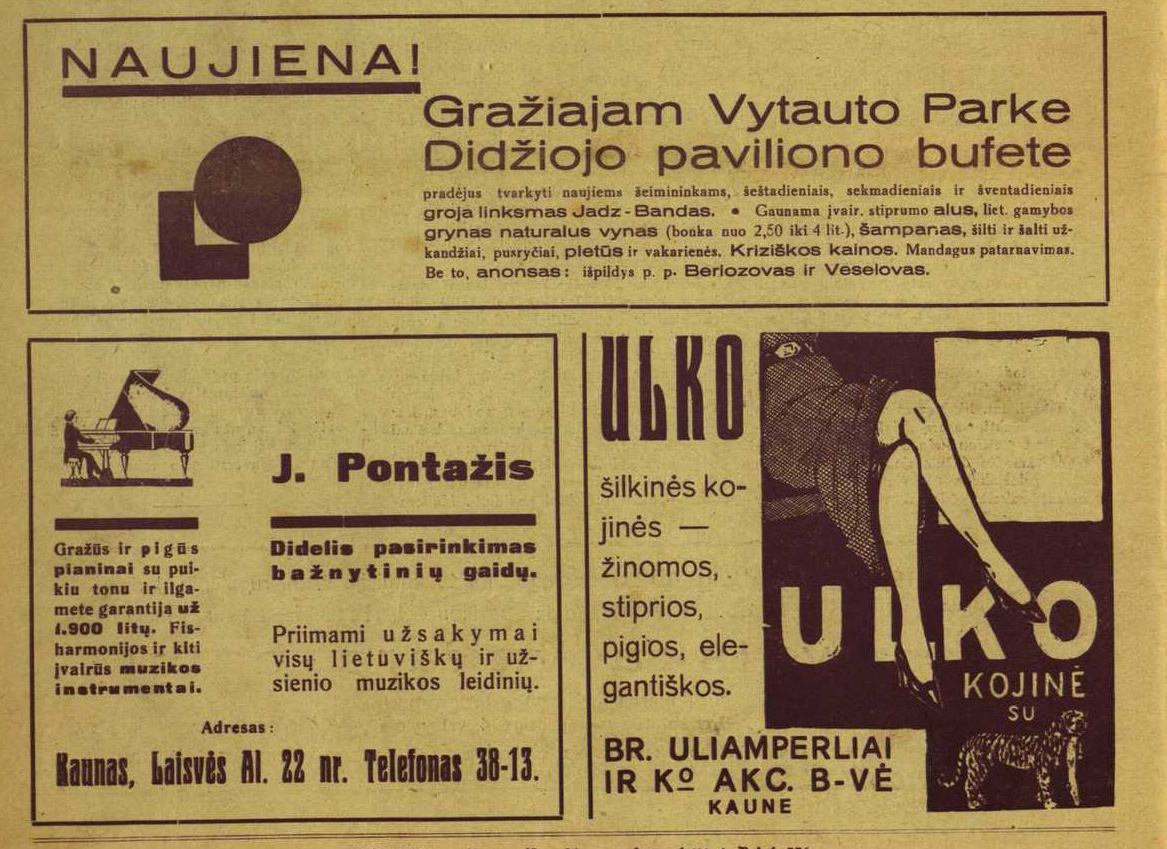 NAUJIENA!
Gražiajam Vytauto Parke
Didžiojo paviliono bufete
pradėjus tvarkyti naujiems šeimininkams, šeštadieniais, sekmadieniais ir šventadieniais
groja linksmas Jadz-Bandas. • Gaunama įvair. stiprumo alus, liet. gamybos
grynas naturalus vynas (bonka nuo 2,50 iki 4 lit.), šampanas, šilti ir šalti už-
kandžiai, pusryčiai, pietūs ir vakarienės. Kriziškos kainos. Mandagus patarnavimas.
Be to, anonsas: išpildys p. p. Berlozovas ir Veselovas.
J. Pontažis
Gražūs ir pigūs
pianinai su pui-
kiu tonu ir ilga-
mete garantija už
1.900 litų. Fis-
harmonijos ir kiti
įvairūs muzikos
instrumentai.
Didelis pasirinkimas
bažnytinių gaidų.
Priimami užsakymai
visų lietuviškų ir už-
sienio muzikos leidinių.
Adresas:
Kaunas, Laisvės Al. 22 nr. Telefonas 38-13.
ULKO
šilkinės ko-
jinės —
žinomos,
stiprios,
pigios, ele-
gantiškos.
BR. ULIAMPERLIAI
IR Kº AKC. B-VĖ
KAUNE
ULKO
KOJINĖ
SU